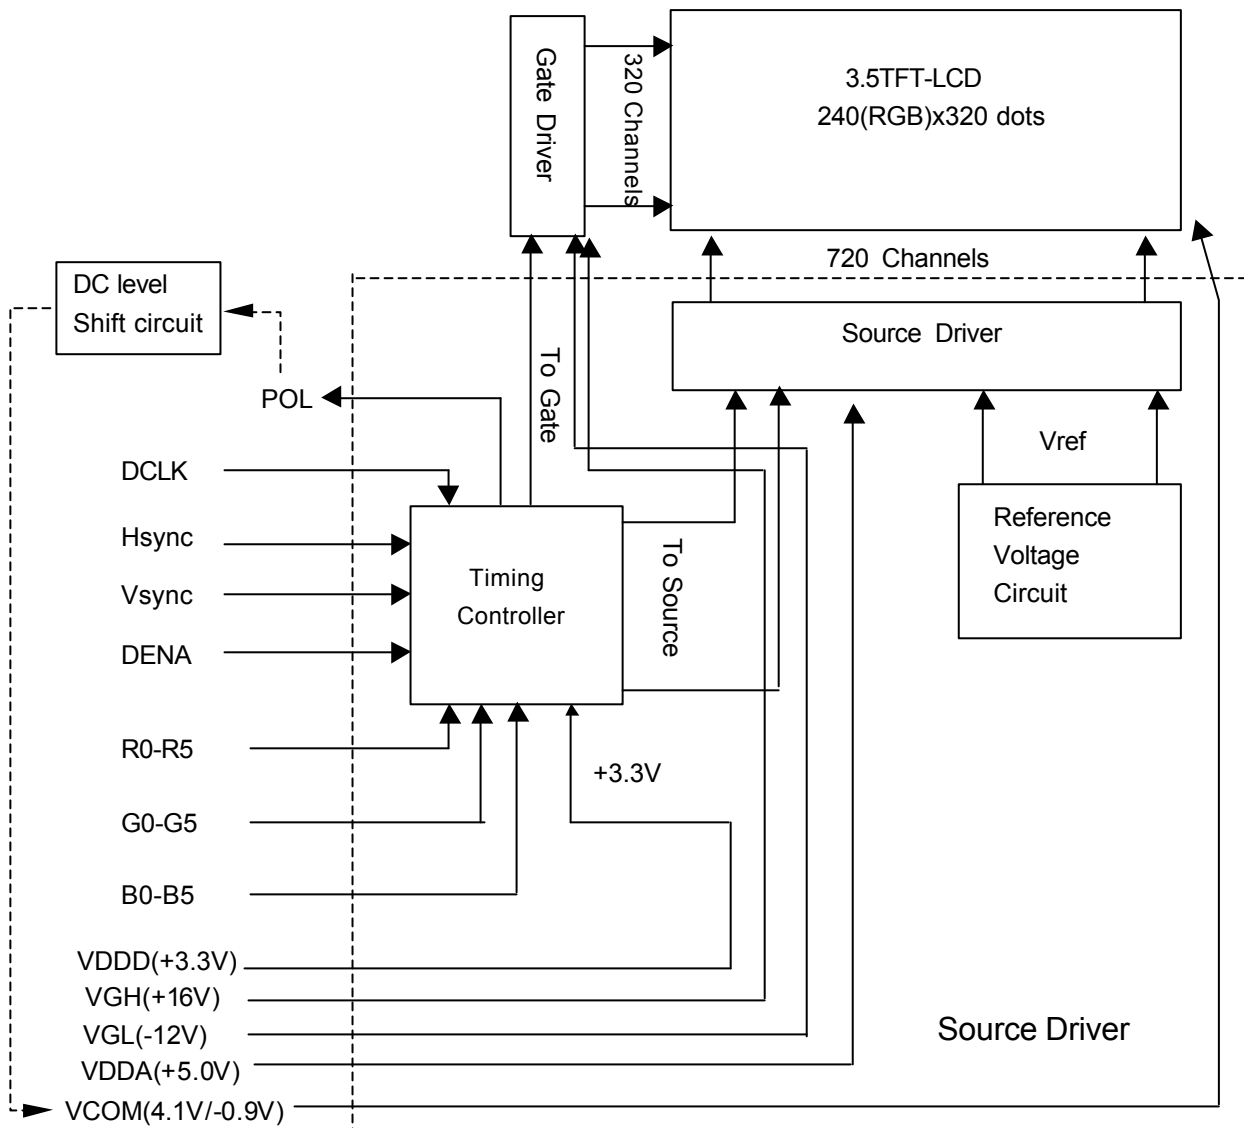 Gate Driver
320 Channels
3.5TFT-LCD
240(RGB)x320 dots
720 Channels
DC level
Shift circuit
Source Driver
To Gate
POL
Vref
DCLK
Reference
Voltage
Circuit
Hsync
Timing
Controller
To Source
Vsync
DENA
R0-R5
+3.3V
G0-G5
B0-B5
VDDD(+3.3V)
VGH(+16V)
VGL(-12V)
Source Driver
VDDA(+5.0V)
VCOM(4.1V/-0.9V)